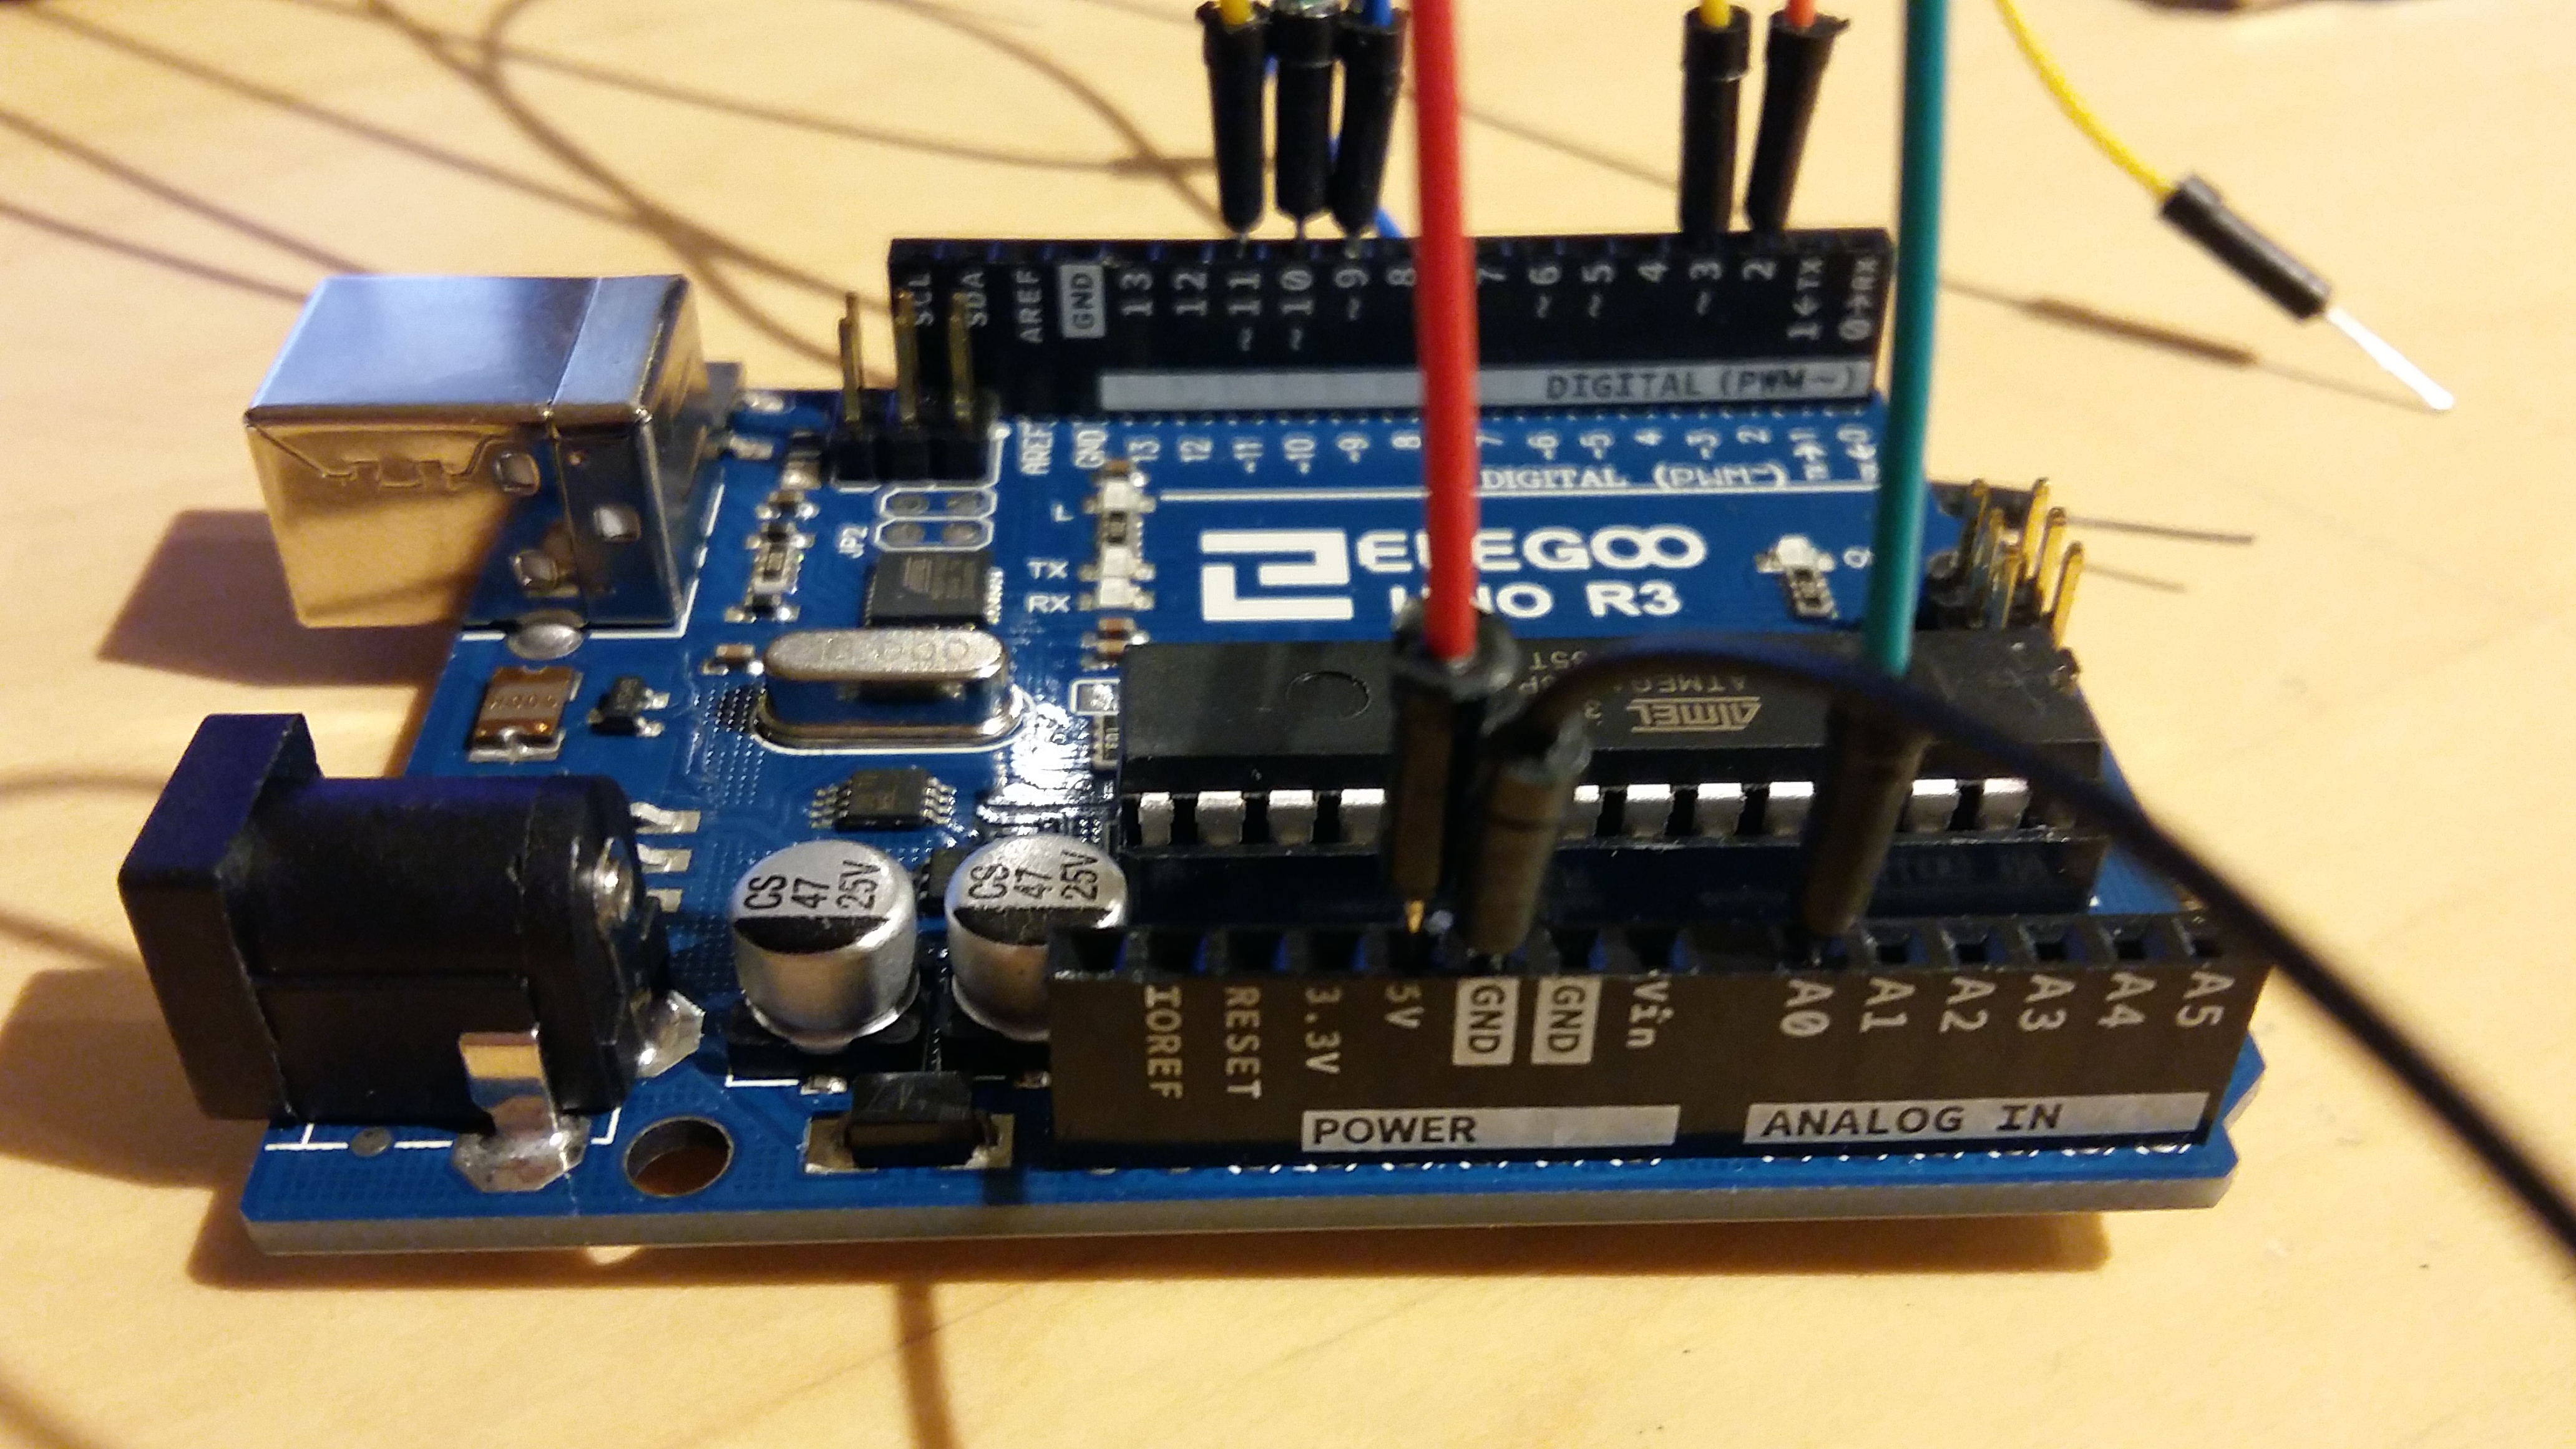 SCL SDA AREF GND 13 12 ~11 ~10 ~9 8 7 ~6 ~5 4 ~3 2 1→TX 0→RX
DIGITAL (PWM~)
AREF GND 13 12 ~11 ~10 ~9 8 7 ~6 ~5 4 ~3 2
DIGITAL (PWM~)
JP2
TX
RX
ELEGOO
UNO R3
ATMEL
CS
47
25V
CS
47
25V
IOREF RESET 3.3V 5V GND GND Vin A0 A1 A2 A3 A4 A5
POWER ANALOG IN